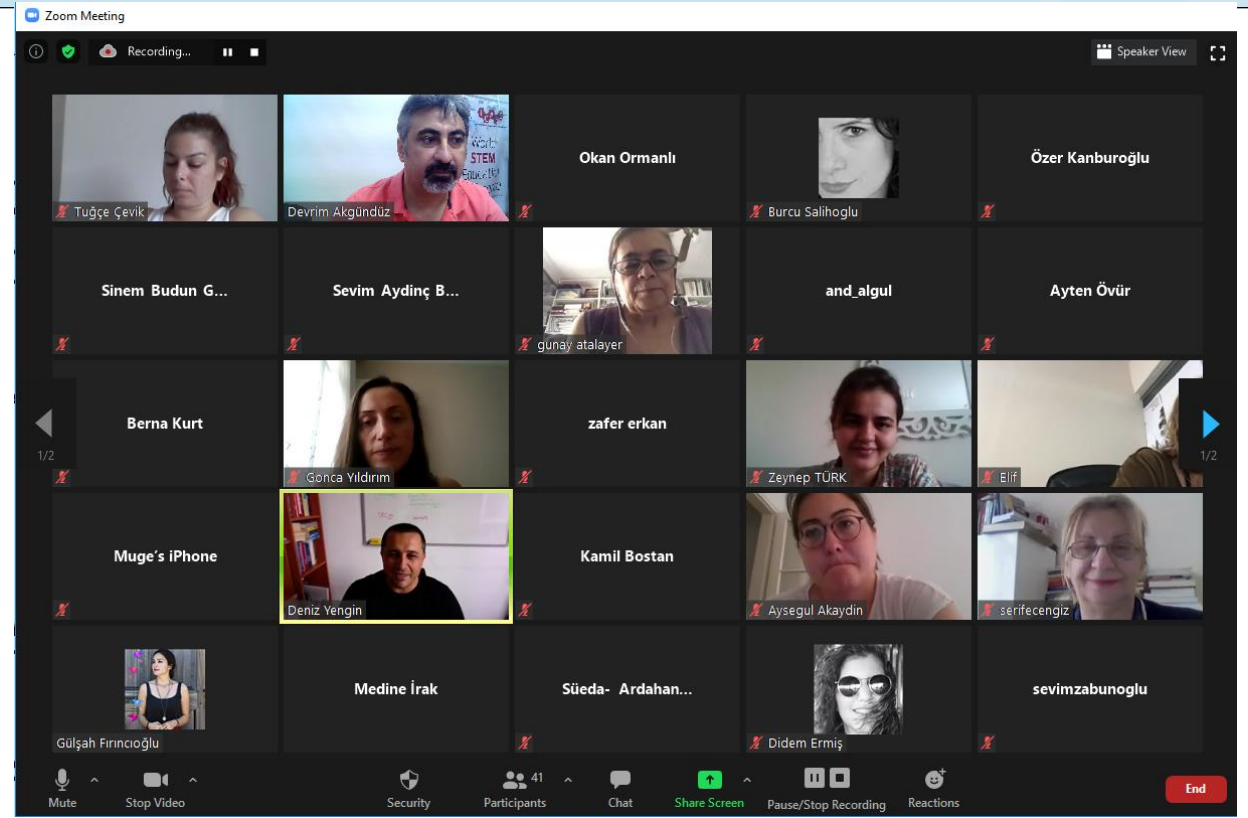 Zoom Meeting
Recording...
Speaker View
Tuğçe Çevik
Devrim Akgündüz
STEM
Okan Ormanlı
Burcu Salihoglu
Özer Kanburoğlu
Sinem Budun G...
Sevim Aydinç B...
günay atalayer
and_algul
Ayten Övür
1/2
Berna Kurt
Gonca Yıldırım
zafer erkan
Zeynep TÜRK
Elif
1/2
Muge's iPhone
Deniz Yengin
Kamil Bostan
Aysegul Akaydin
serifecengiz
Gülşah Fırıncıoğlu
Medine İrak
Süeda- Ardahan...
Didem Ermiş
sevimzabunoglu
Mute
Stop Video
Security
Participants
41
Chat
Share Screen
Pause/Stop Recording
Reactions
End